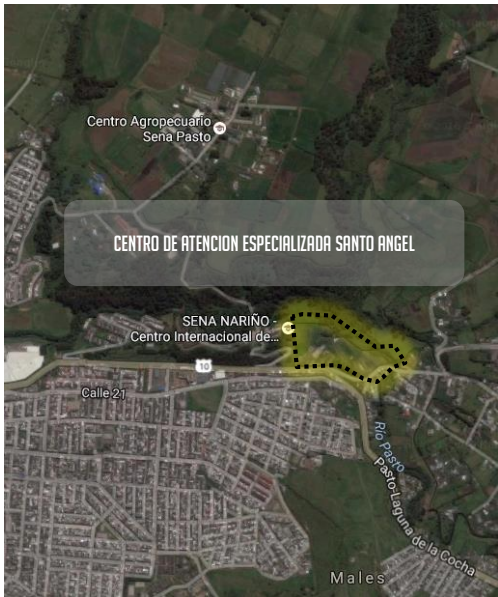 Centro Agropecuario
Sena Pasto
CENTRO DE ATENCION ESPECIALIZADA SANTO ANGEL
SENA NARIÑO -
Centro Internacional de...
10
Calle 21
Río Pasto
Pasto-Laguna de la Cocha
Males